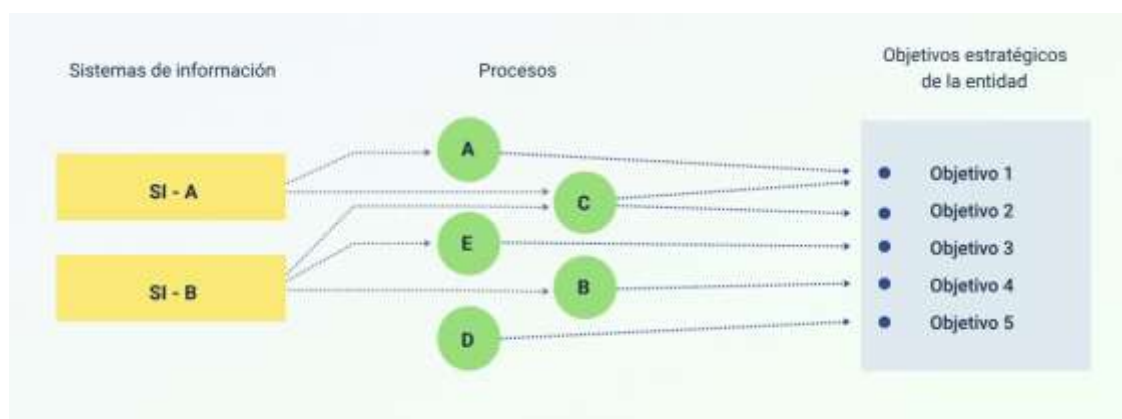 Sistemas de información
Procesos
Objetivos estratégicos
de la entidad
A
SI - A
Objetivo 1
C
Objetivo 2
E
Objetivo 3
SI - B
B
Objetivo 4
D
Objetivo 5